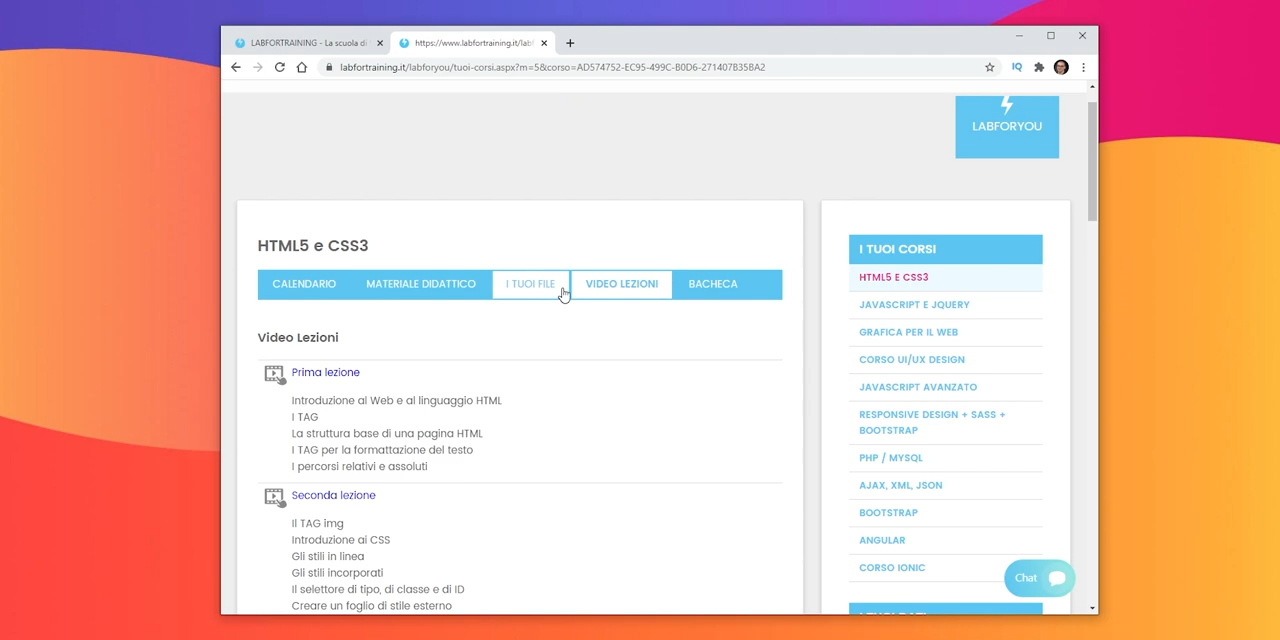 LABFORTRAINING - La scuola di
https://www.labfortraining.it/lab
labfortraining.it/labforyou/tuoi-corsi.aspx?m=5&corso=AD574752-EC95-499C-B0D6-271407B35BA2
IQ
LABFORYOU
HTML5 e CSS3
CALENDARIO MATERIALE DIDATTICO I TUOI FILE VIDEO LEZIONI BACHECA
Video Lezioni
Prima lezione
Introduzione al Web e al linguaggio HTML
I TAG
La struttura base di una pagina HTML
I TAG per la formattazione del testo
I percorsi relativi e assoluti
Seconda lezione
Il TAG img
Introduzione ai CSS
Gli stili in linea
Gli stili incorporati
Il selettore di tipo, di classe e di ID
Creare un foglio di stile esterno
I TUOI CORSI
HTML5 E CSS3
JAVASCRIPT E JQUERY
GRAFICA PER IL WEB
CORSO UI/UX DESIGN
JAVASCRIPT AVANZATO
RESPONSIVE DESIGN + SASS +
BOOTSTRAP
PHP / MYSQL
AJAX, XML, JSON
BOOTSTRAP
ANGULAR
CORSO IONIC
Chat